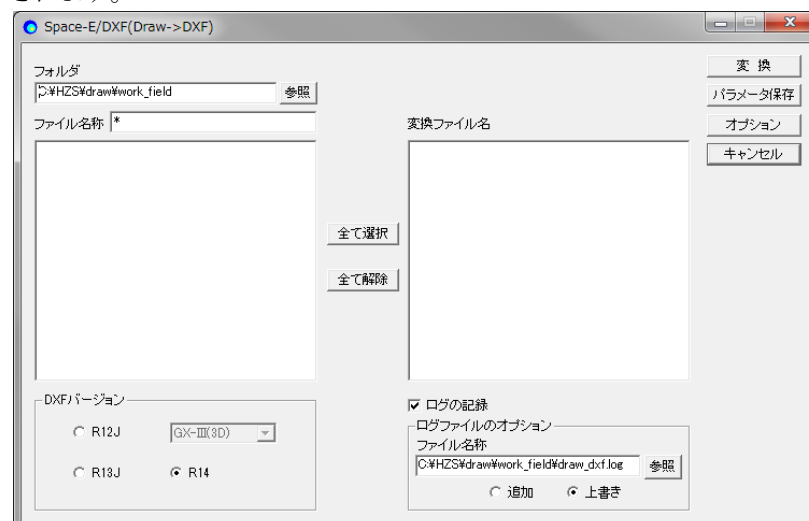 Space-E/DXF(Draw->DXF)
フォルダ
C:¥HZS¥draw¥work_field
参照
変 換
パラメータ保存
オプション
キャンセル
ファイル名称 *
変換ファイル名
全て選択
全て解除
DXFバージョン
R12J
GX-Ⅲ(3D)
R13J
R14
ログの記録
ログファイルのオプション
ファイル名称
C:¥HZS¥draw¥work_field¥draw_dxf.log
参照
追加
上書き